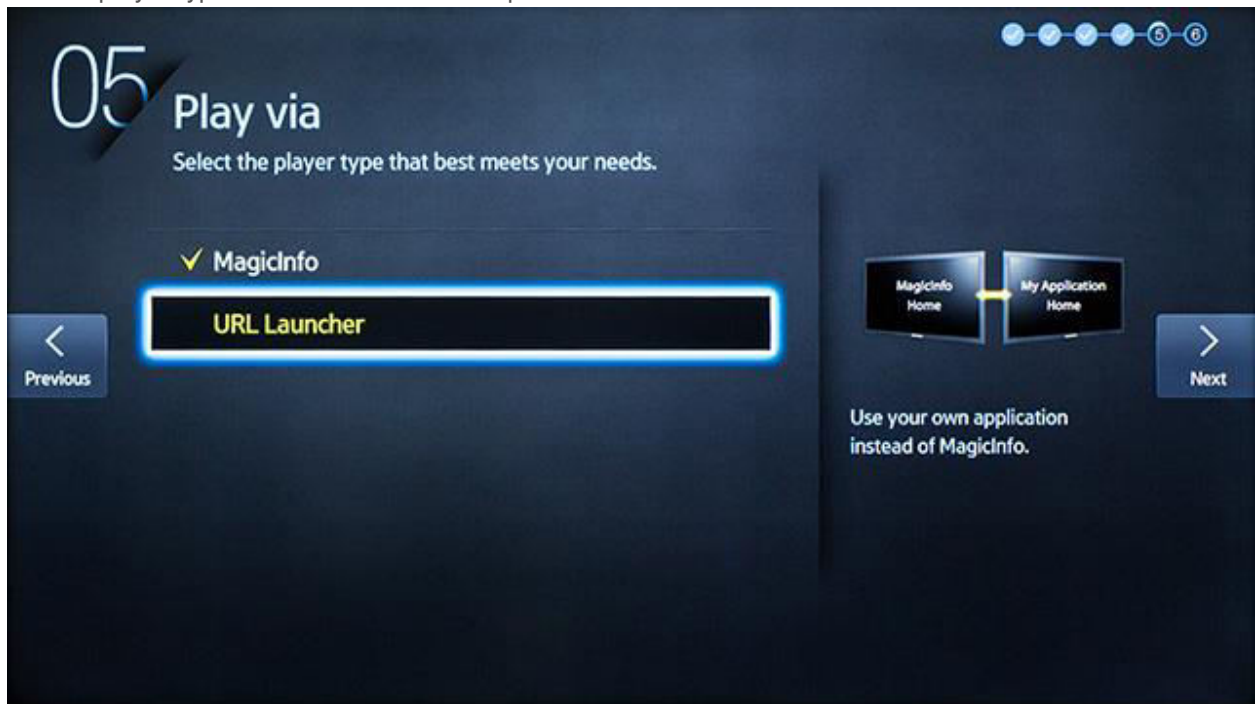 5 6
05
Play via
Select the player type that best meets your needs.
MagicInfo
URL Launcher
MagicInfo
Home
My Application
Home
Previous
Next
Use your own application
instead of MagicInfo.